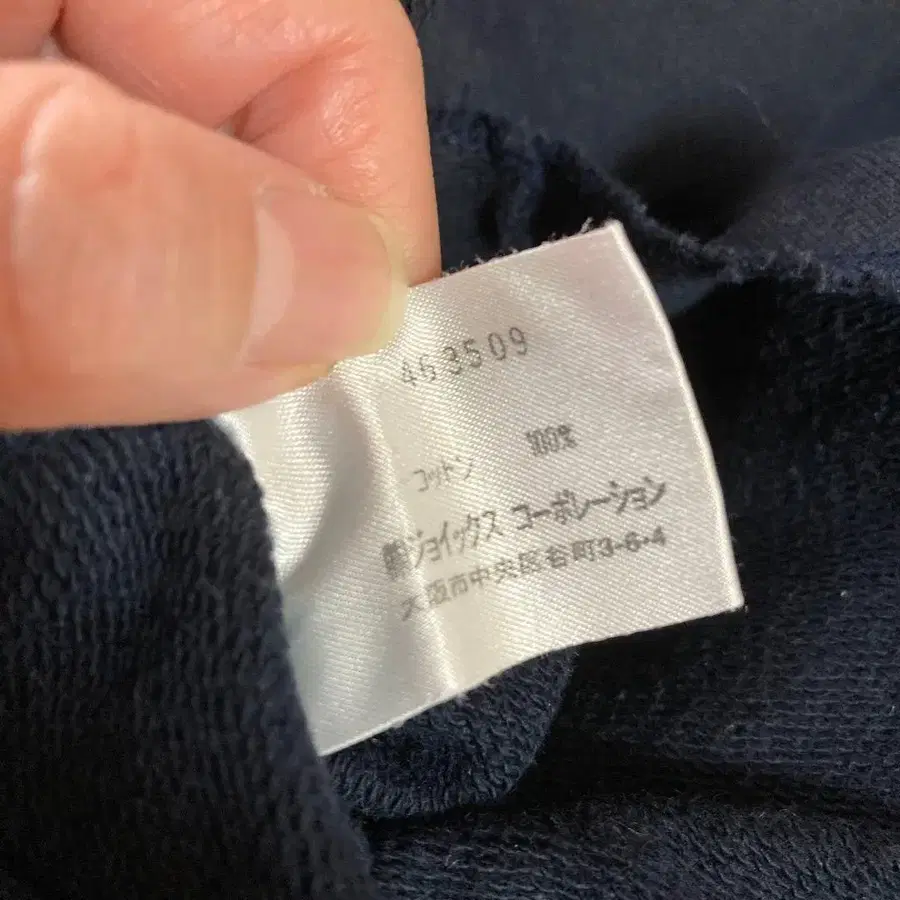 463509
コットン 100%
㈱ジョイックス コーポレーション
大阪市中央区谷町3-6-4